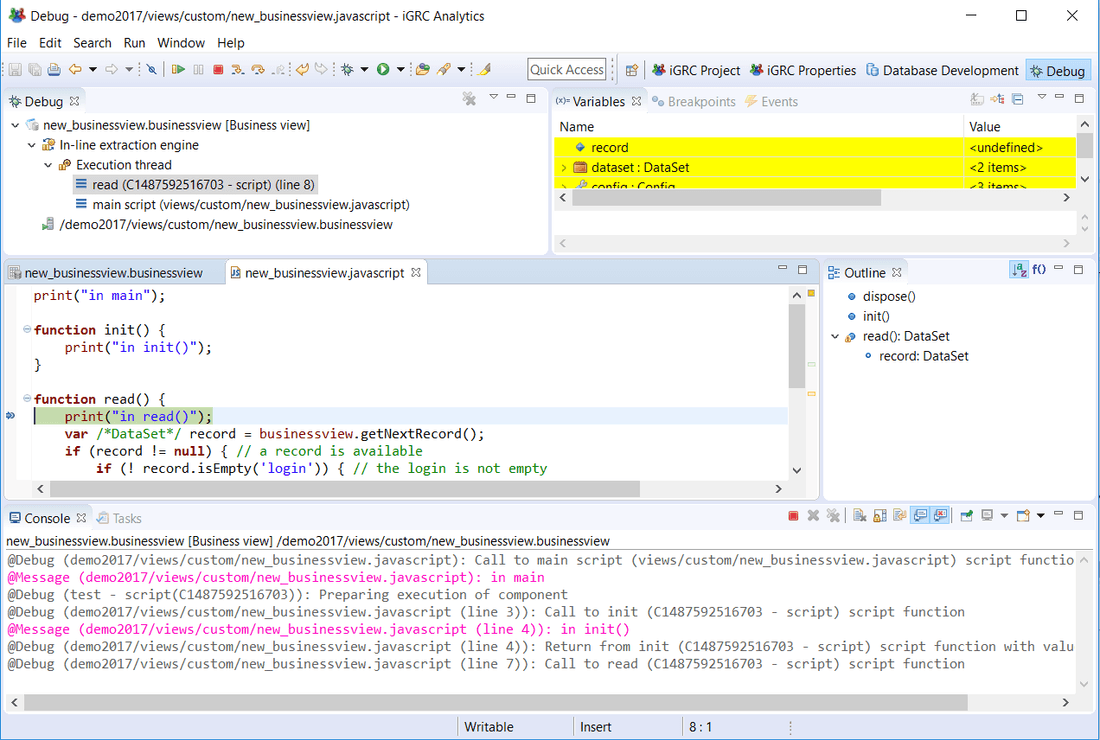 Debug - demo2017/views/custom/new_businessview.javascript - iGRC Analytics
File Edit Search Run Window Help
Quick Access iGRC Project iGRC Properties Database Development Debug
Debug
new_businessview.businessview [Business view]
In-line extraction engine
Execution thread
read (C1487592516703 - script) (line 8)
main script (views/custom/new_businessview.javascript)
/demo2017/views/custom/new_businessview.businessview
(x)= Variables Breakpoints Events
Name Value
record <undefined>
dataset : DataSet <2 items>
config : Config <3 items>
new_businessview.businessview new_businessview.javascript
print("in main");
function init() {
print("in init()");
}
function read() {
print("in read()");
var /*DataSet*/ record = businessview.getNextRecord();
if (record != null) { // a record is available
if (! record.isEmpty('login')) { // the login is not empty
Outline
dispose()
init()
read(): DataSet
record: DataSet
Console Tasks
new_businessview.businessview [Business view] /demo2017/views/custom/new_businessview.businessview
@Debug (demo2017/views/custom/new_businessview.javascript): Call to main script (views/custom/new_businessview.javascript) script functio
@Message (demo2017/views/custom/new_businessview.javascript): in main
@Debug (test - script(C1487592516703)): Preparing execution of component
@Debug (demo2017/views/custom/new_businessview.javascript (line 3)): Call to init (C1487592516703 - script) script function
@Message (demo2017/views/custom/new_businessview.javascript (line 4)): in init()
@Debug (demo2017/views/custom/new_businessview.javascript (line 4)): Return from init (C1487592516703 - script) script function with valu
@Debug (demo2017/views/custom/new_businessview.javascript (line 7)): Call to read (C1487592516703 - script) script function
Writable Insert 8 : 1